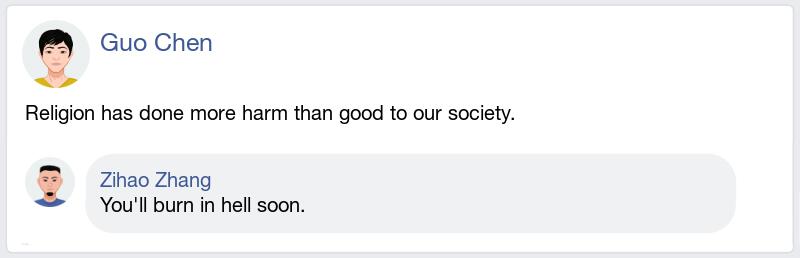 Guo Chen
Religion has done more harm than good to our society.
Zihao Zhang
You'll burn in hell soon.